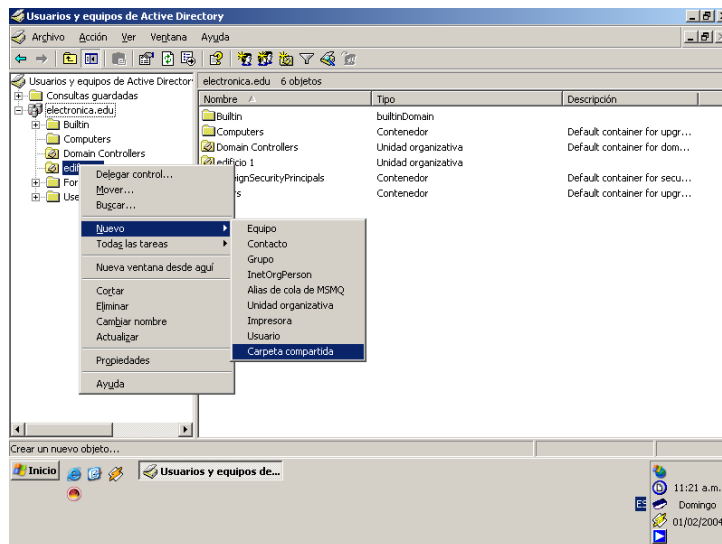 Usuarios y equipos de Active Directory
Archivo Acción Ver Ventana Ayuda
Usuarios y equipos de Active Director
Consultas guardadas
electronica.edu
Builtin
Computers
Domain Controllers
For
Use
electronica.edu 6 objetos
Nombre Tipo Descripción
Builtin builtinDomain
Computers Contenedor Default container for upgr...
Domain Controllers Unidad organizativa Default container for dom...
edificio 1 Unidad organizativa
ignSecurityPrincipals Contenedor Default container for secu...
s Contenedor Default container for upgr...
Delegar control...
Mover...
Buscar...
Nuevo
Todas las tareas
Nueva ventana desde aquí
Cortar
Eliminar
Cambiar nombre
Actualizar
Propiedades
Ayuda
Equipo
Contacto
Grupo
InetOrgPerson
Alias de cola de MSMQ
Unidad organizativa
Impresora
Usuario
Carpeta compartida
Crear un nuevo objeto...
Inicio
Usuarios y equipos de...
ES
11:21 a.m.
Domingo
01/02/2004